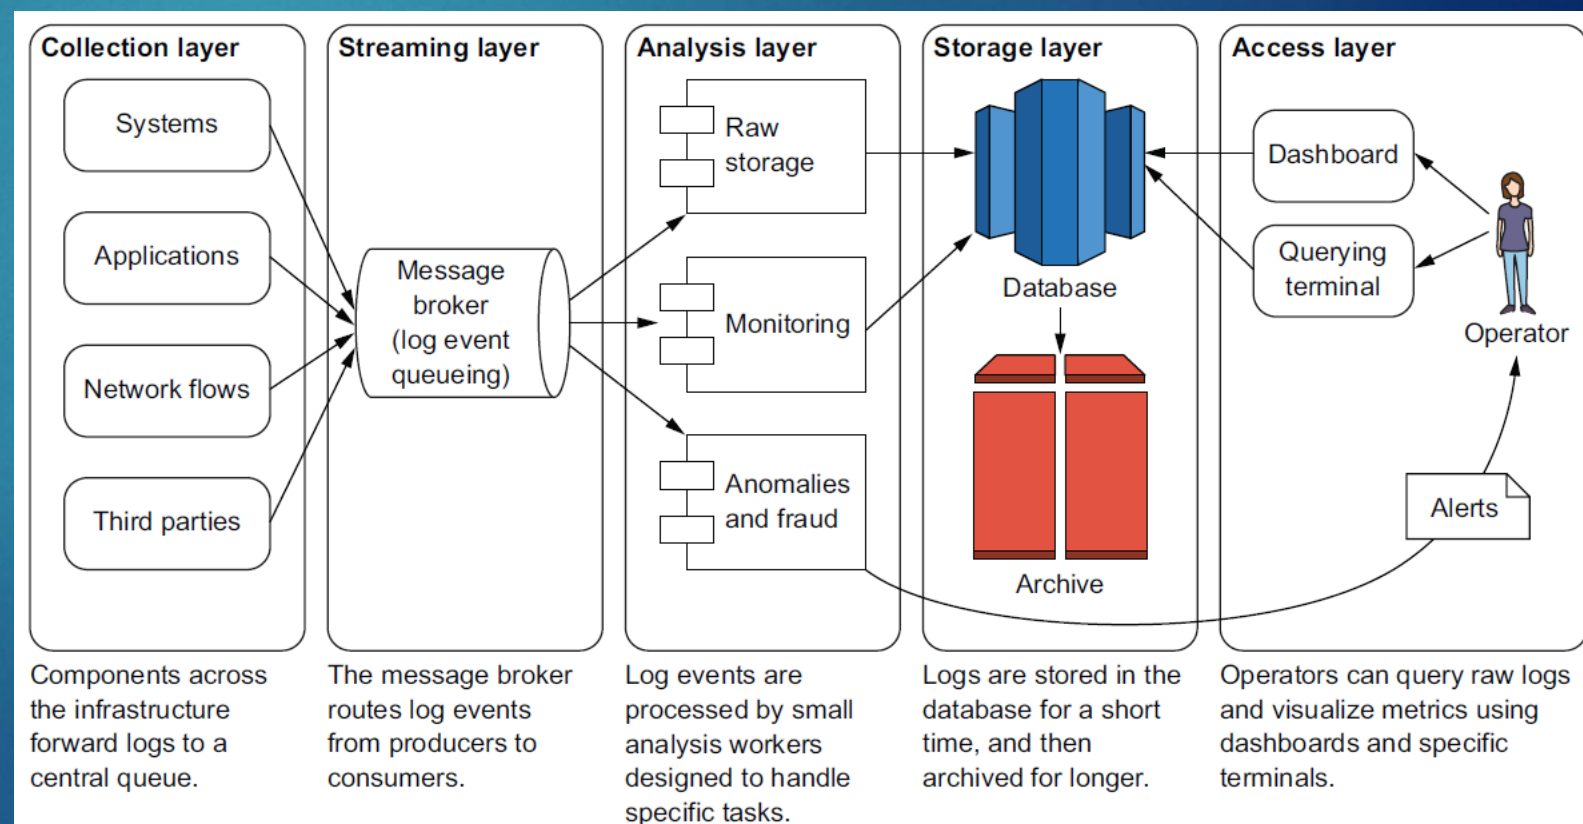 Collection layer
Systems
Applications
Network flows
Third parties
Components across
the infrastructure
forward logs to a
central queue.
Streaming layer
Message
broker
(log event
queueing)
The message broker
routes log events
from producers to
consumers.
Analysis layer
Raw
storage
Monitoring
Anomalies
and fraud
Log events are
processed by small
analysis workers
designed to handle
specific tasks.
Storage layer
Database
Archive
Logs are stored in the
database for a short
time, and then
archived for longer.
Access layer
Dashboard
Querying
terminal
Operator
Alerts
Operators can query raw logs
and visualize metrics using
dashboards and specific
terminals.